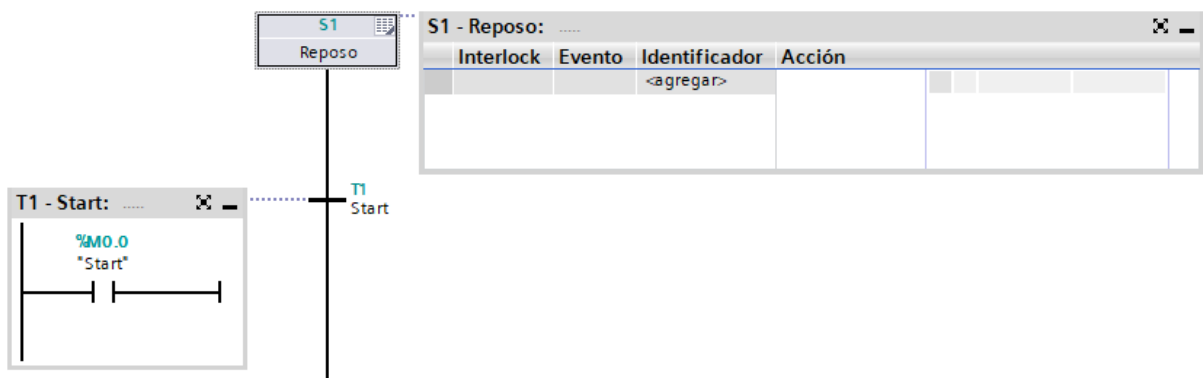 S1
Reposo
S1 - Reposo: .....
Interlock Evento Identificador Acción
<agregar>
T1 - Start: .....
%M0.0
"Start"
T1
Start